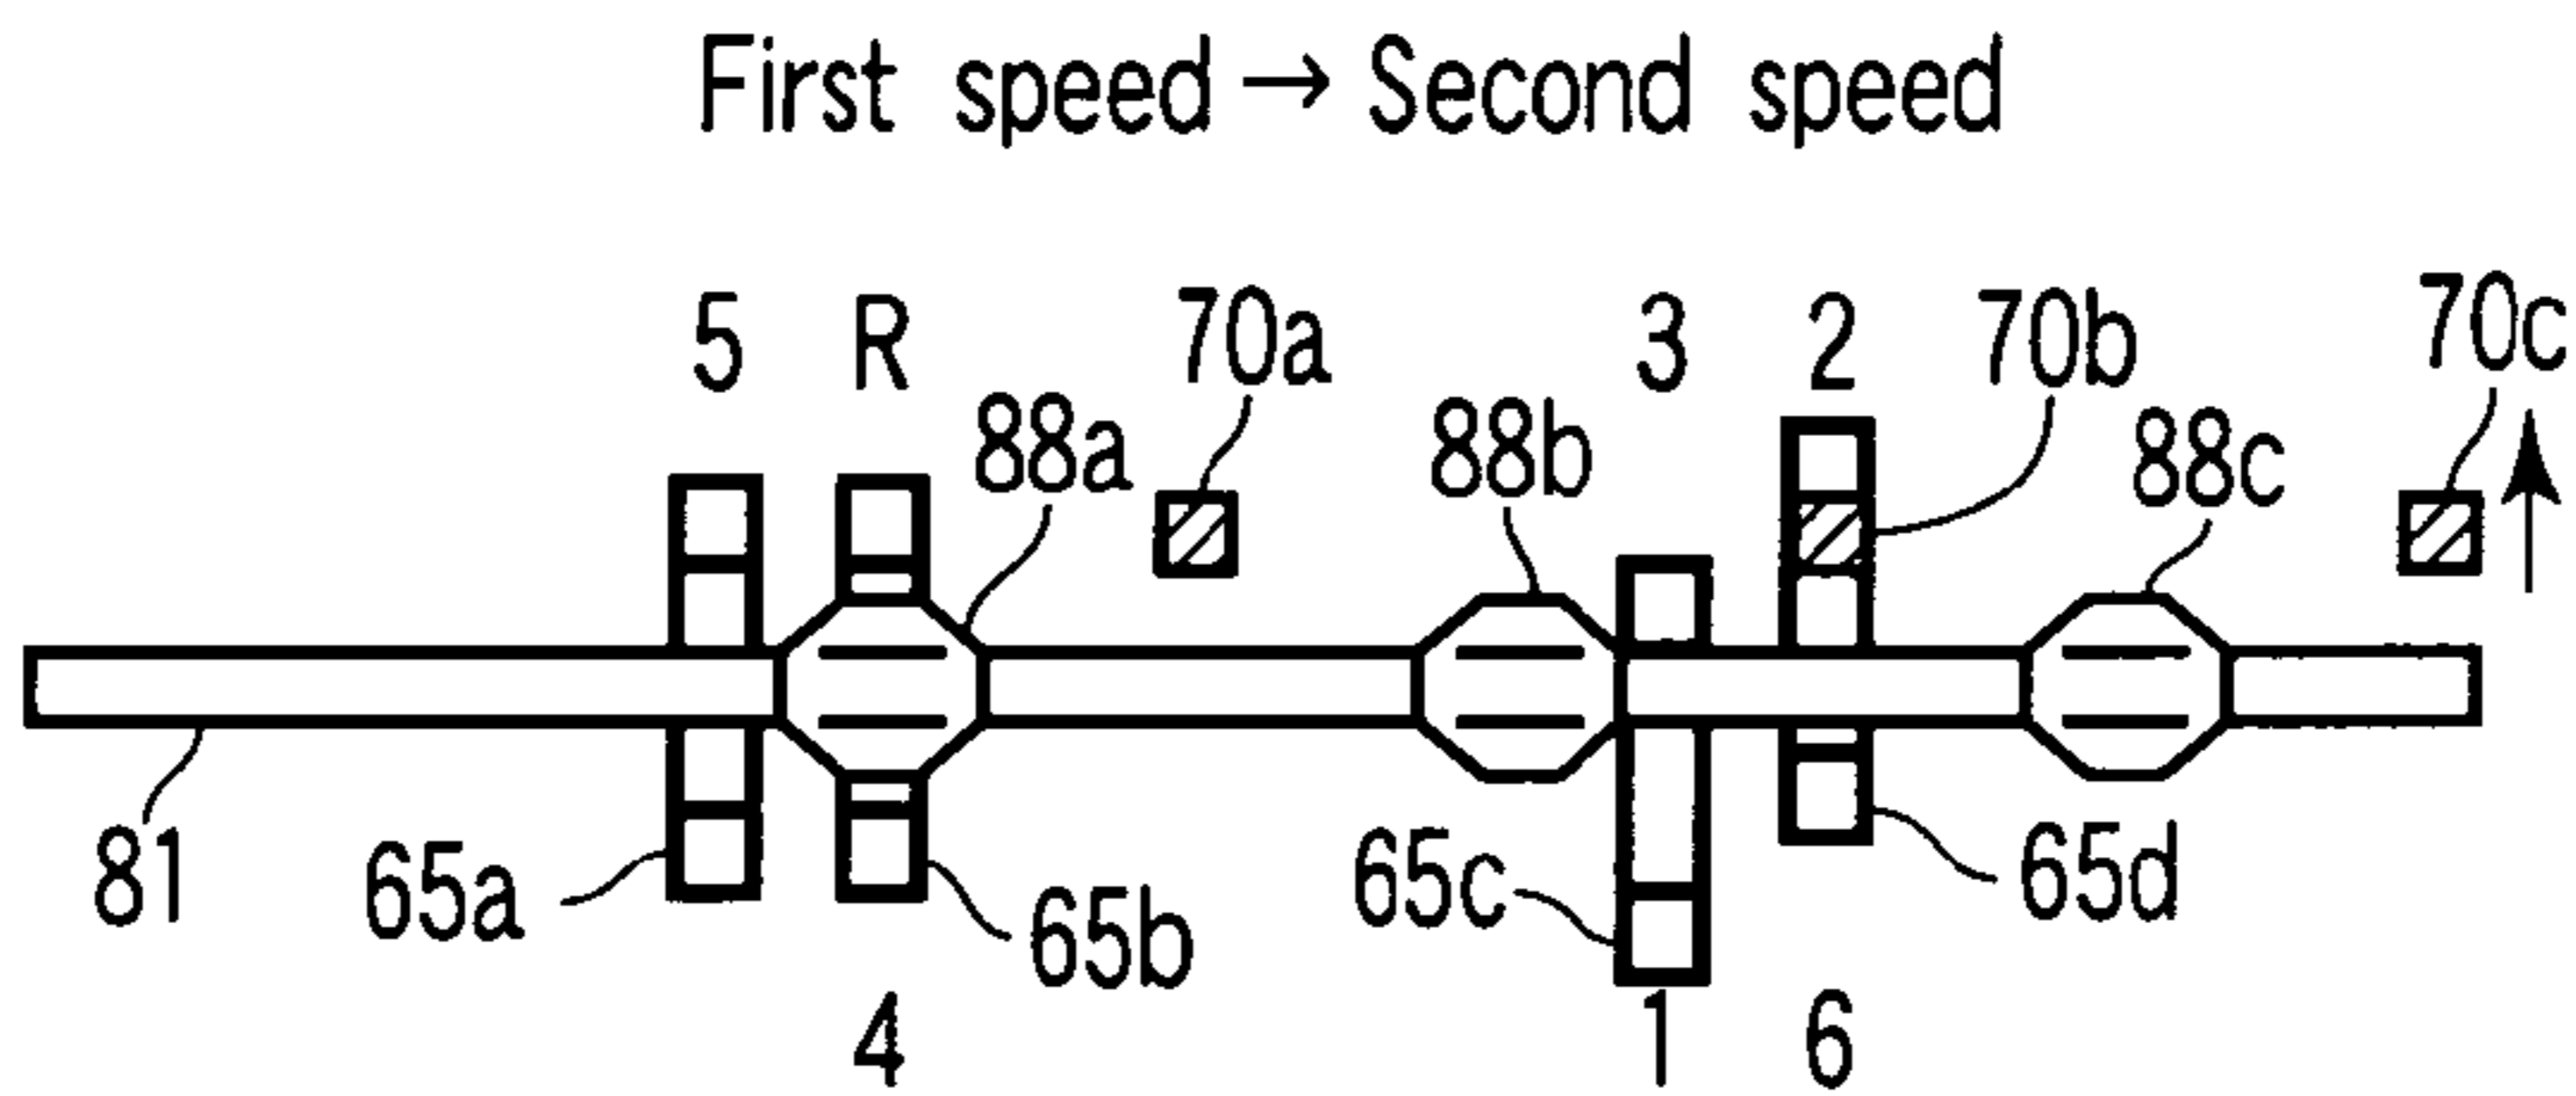 First speed → Second speed
5 R 70a 3 2 70b 70c
88a 88b 88c
81 65a 65b 65c 65d
4 1 6